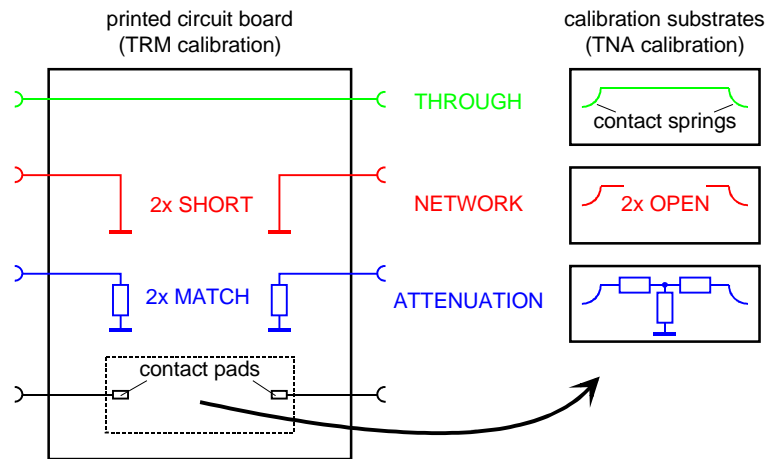 printed circuit board
(TRM calibration)
calibration substrates
(TNA calibration)
THROUGH
contact springs
2x SHORT
NETWORK
2x OPEN
2x MATCH
ATTENUATION
contact pads